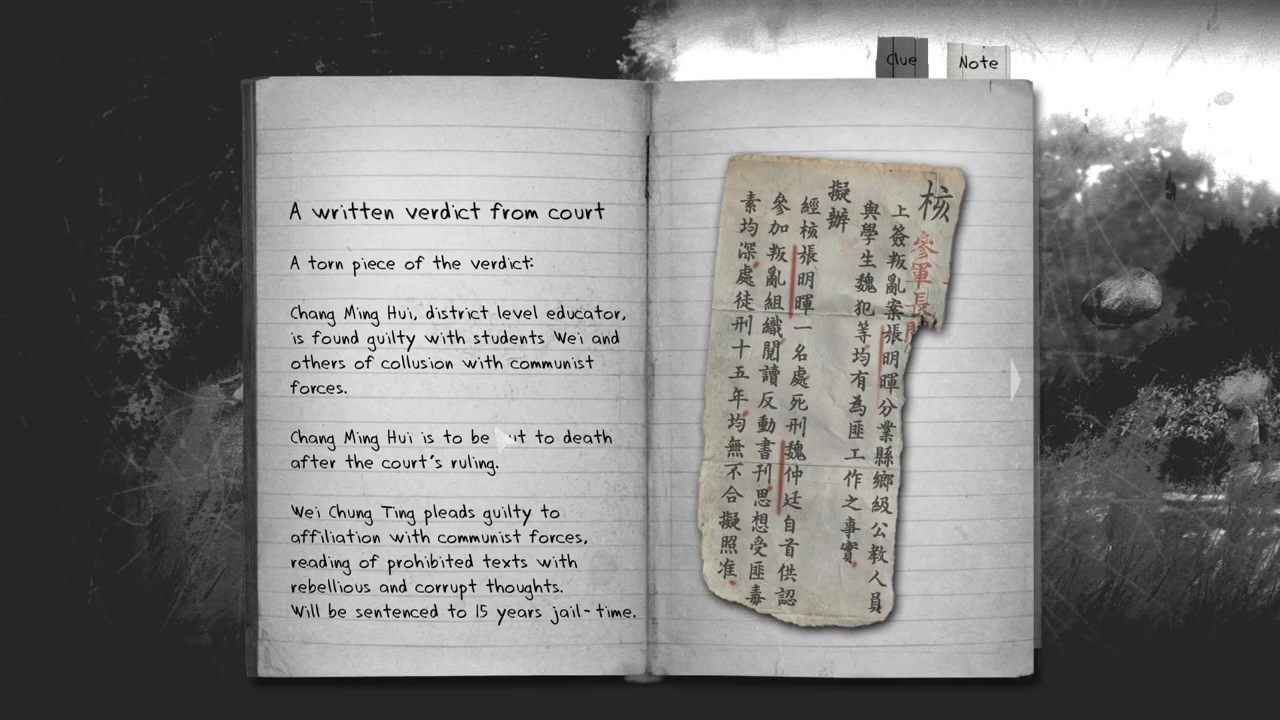 Clue
Note
A written verdict from court
A torn piece of the verdict:
Chang Ming Hui, district level educator,
is found guilty with students Wei and
others of collusion with communist
forces.
Chang Ming Hui is to be put to death
after the court's ruling.
Wei Chung Ting pleads guilty to
affiliation with communist forces,
reading of prohibited texts with
rebellious and corrupt thoughts.
Will be sentenced to 15 years jail-time.
核
參軍長
上簽叛亂案張明暉分業縣鄉級公教人員
與學生魏犯等均有為匪工作之事實
擬辦
經核張明暉一名處死刑魏仲廷自首供認
參加叛亂組織閱讀反動書刊思想受匪毒
素均深處徒刑十五年均無不合擬照准